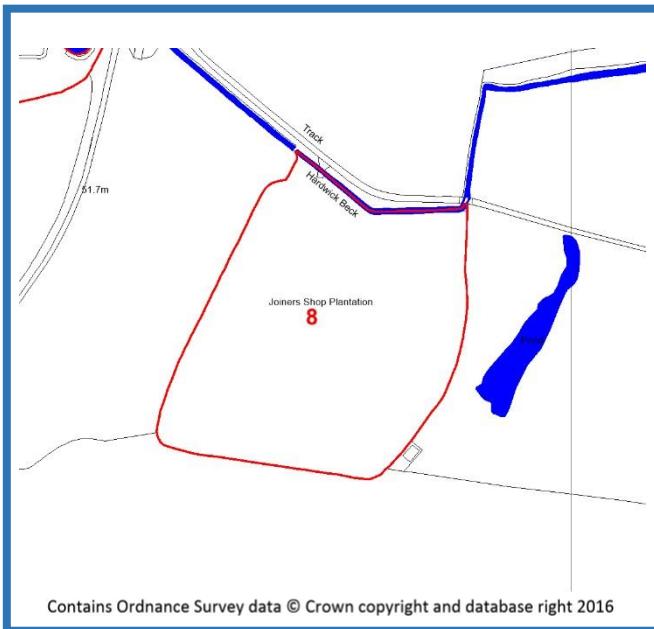 Track
Hardwick Beck
51.7m
Joiners Shop Plantation
8
Pond
Contains Ordnance Survey data © Crown copyright and database right 2016